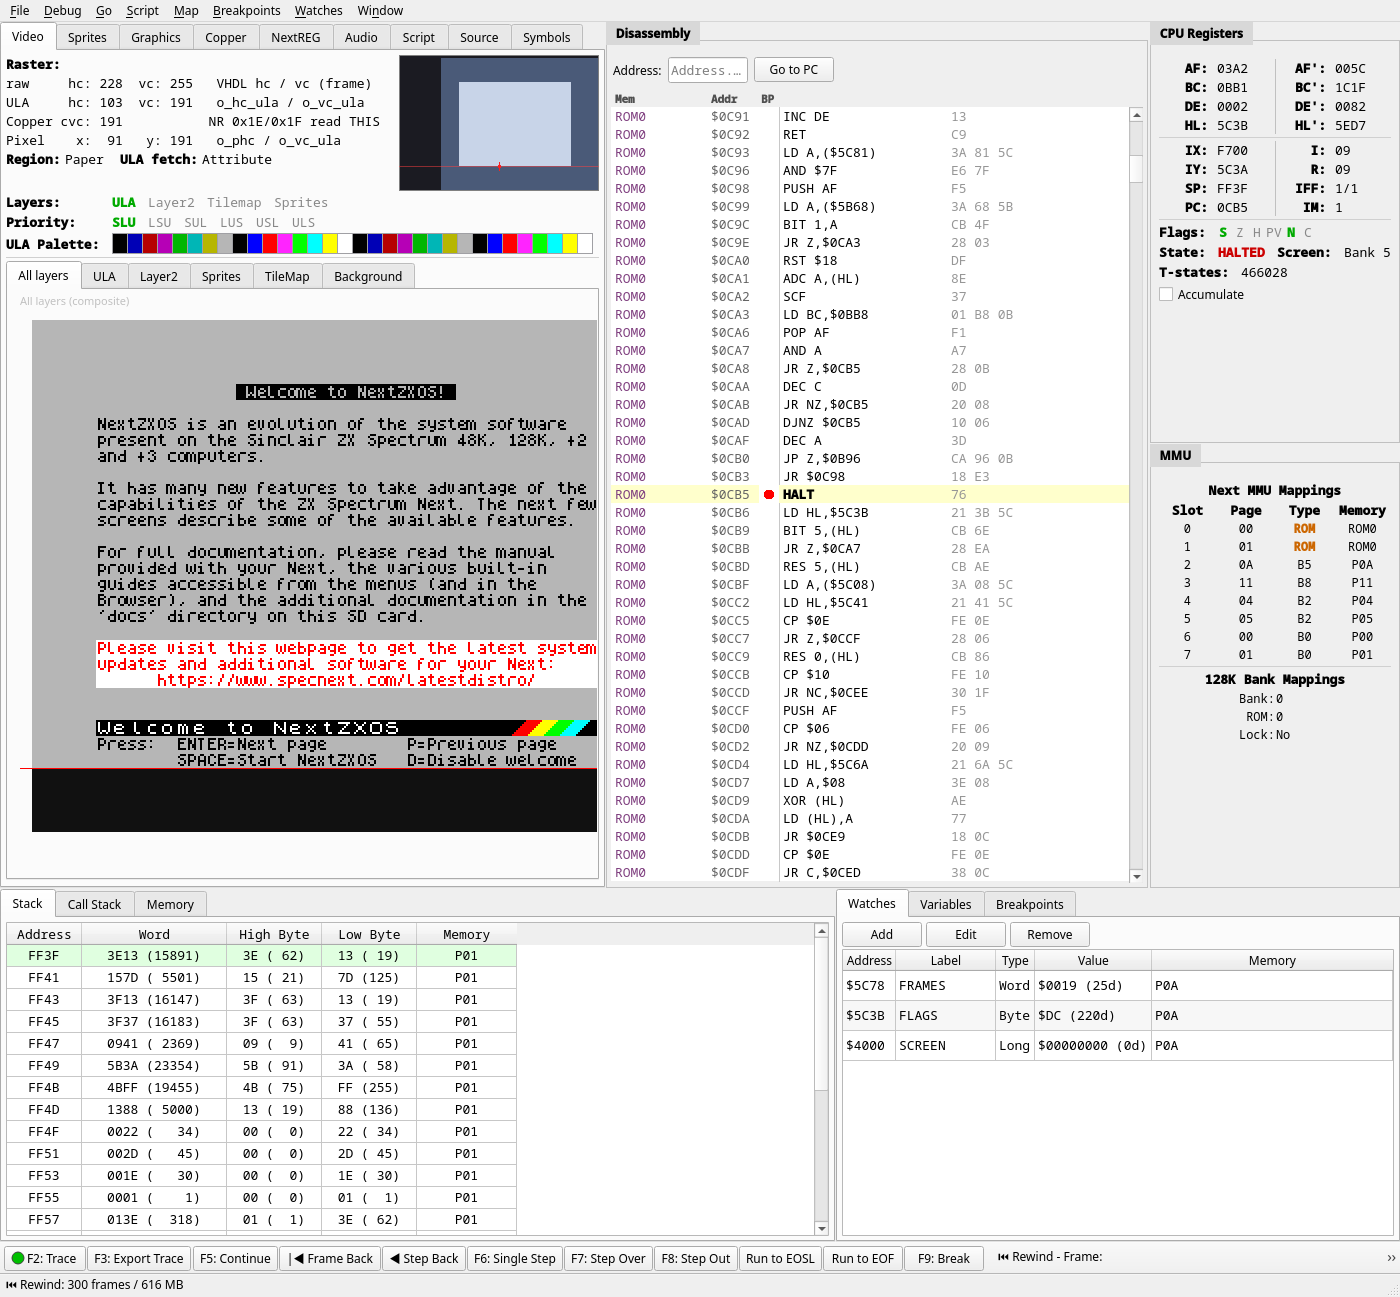 File Debug Go Script Map Breakpoints Watches Window
Video Sprites Graphics Copper NextREG Audio Script Source Symbols
Raster:
raw hc: 228 vc: 255 VHDL hc / vc (frame)
ULA hc: 103 vc: 191 o_hc_ula / o_vc_ula
Copper cvc: 191 NR 0x1E/0x1F read THIS
Pixel x: 91 y: 191 o_phc / o_vc_ula
Region: Paper ULA fetch: Attribute
Layers: ULA Layer2 Tilemap Sprites
Priority: SLU LSU SUL LUS USL ULS
ULA Palette:
All layers ULA Layer2 Sprites TileMap Background
All layers (composite)
Welcome to NextZXOS!
NextZXOS is an evolution of the system software
present on the Sinclair ZX Spectrum 48K, 128K, +2
and +3 computers.
It has many new features to take advantage of the
capabilities of the ZX Spectrum Next. The next few
screens describe some of the available features.
For full documentation, please read the manual
provided with your Next, the various built-in
guides accessible from the menus (and in the
Browser), and the additional documentation in the
'docs' directory on this SD card.
Please visit this webpage to get the latest system
updates and additional software for your Next:
https://www.specnext.com/latestdistro/
Welcome to NextZXOS
Press: ENTER=Next page P=Previous page
SPACE=Start NextZXOS D=Disable welcome
Disassembly
Address: Address.... Go to PC
Mem Addr BP
ROM0 $0C91 INC DE 13
ROM0 $0C92 RET C9
ROM0 $0C93 LD A,($5C81) 3A 81 5C
ROM0 $0C96 AND $7F E6 7F
ROM0 $0C98 PUSH AF F5
ROM0 $0C99 LD A,($5B68) 3A 68 5B
ROM0 $0C9C BIT 1,A CB 4F
ROM0 $0C9E JR Z,$0CA3 28 03
ROM0 $0CA0 RST $18 DF
ROM0 $0CA1 ADC A,(HL) 8E
ROM0 $0CA2 SCF 37
ROM0 $0CA3 LD BC,$0BB8 01 B8 0B
ROM0 $0CA6 POP AF F1
ROM0 $0CA7 AND A A7
ROM0 $0CA8 JR Z,$0CB5 28 0B
ROM0 $0CAA DEC C 0D
ROM0 $0CAB JR NZ,$0CB5 20 08
ROM0 $0CAD DJNZ $0CB5 10 06
ROM0 $0CAF DEC A 3D
ROM0 $0CB0 JP Z,$0B96 CA 96 0B
ROM0 $0CB3 JR $0C98 18 E3
ROM0 $0CB5 HALT 76
ROM0 $0CB6 LD HL,$5C3B 21 3B 5C
ROM0 $0CB9 BIT 5,(HL) CB 6E
ROM0 $0CBB JR Z,$0CA7 28 EA
ROM0 $0CBD RES 5,(HL) CB AE
ROM0 $0CBF LD A,($5C08) 3A 08 5C
ROM0 $0CC2 LD HL,$5C41 21 41 5C
ROM0 $0CC5 CP $0E FE 0E
ROM0 $0CC7 JR Z,$0CCF 28 06
ROM0 $0CC9 RES 0,(HL) CB 86
ROM0 $0CCB CP $10 FE 10
ROM0 $0CCD JR NC,$0CEE 30 1F
ROM0 $0CCF PUSH AF F5
ROM0 $0CD0 CP $06 FE 06
ROM0 $0CD2 JR NZ,$0CDD 20 09
ROM0 $0CD4 LD HL,$5C6A 21 6A 5C
ROM0 $0CD7 LD A,$08 3E 08
ROM0 $0CD9 XOR (HL) AE
ROM0 $0CDA LD (HL),A 77
ROM0 $0CDB JR $0CE9 18 0C
ROM0 $0CDD CP $0E FE 0E
ROM0 $0CDF JR C,$0CED 38 0C
CPU Registers
AF: 03A2 AF': 005C
BC: 0BB1 BC': 1C1F
DE: 0002 DE': 0082
HL: 5C3B HL': 5ED7
IX: F700 I: 09
IY: 5C3A R: 09
SP: FF3F IFF: 1/1
PC: 0CB5 IM: 1
Flags: S Z H PV N C
State: HALTED Screen: Bank 5
T-states: 466028
Accumulate
MMU
Next MMU Mappings
Slot Page Type Memory
0 00 ROM ROM0
1 01 ROM ROM0
2 0A B5 P0A
3 11 B8 P11
4 04 B2 P04
5 05 B2 P05
6 00 B0 P00
7 01 B0 P01
128K Bank Mappings
Bank: 0
ROM: 0
Lock: No
Stack Call Stack Memory
Address Word High Byte Low Byte Memory
FF3F 3E13 (15891) 3E ( 62) 13 ( 19) P01
FF41 157D ( 5501) 15 ( 21) 7D (125) P01
FF43 3F13 (16147) 3F ( 63) 13 ( 19) P01
FF45 3F37 (16183) 3F ( 63) 37 ( 55) P01
FF47 0941 ( 2369) 09 ( 9) 41 ( 65) P01
FF49 5B3A (23354) 5B ( 91) 3A ( 58) P01
FF4B 4BFF (19455) 4B ( 75) FF (255) P01
FF4D 1388 ( 5000) 13 ( 19) 88 (136) P01
FF4F 0022 ( 34) 00 ( 0) 22 ( 34) P01
FF51 002D ( 45) 00 ( 0) 2D ( 45) P01
FF53 001E ( 30) 00 ( 0) 1E ( 30) P01
FF55 0001 ( 1) 00 ( 0) 01 ( 1) P01
FF57 013E ( 318) 01 ( 1) 3E ( 62) P01
Watches Variables Breakpoints
Add Edit Remove
Address Label Type Value Memory
$5C78 FRAMES Word $0019 (25d) P0A
$5C3B FLAGS Byte $DC (220d) P0A
$4000 SCREEN Long $00000000 (0d) P0A
F2: Trace F3: Export Trace F5: Continue |◀ Frame Back ◀ Step Back F6: Single Step F7: Step Over F8: Step Out Run to EOSL Run to EOF F9: Break ⏮ Rewind - Frame: ››
⏮ Rewind: 300 frames / 616 MB